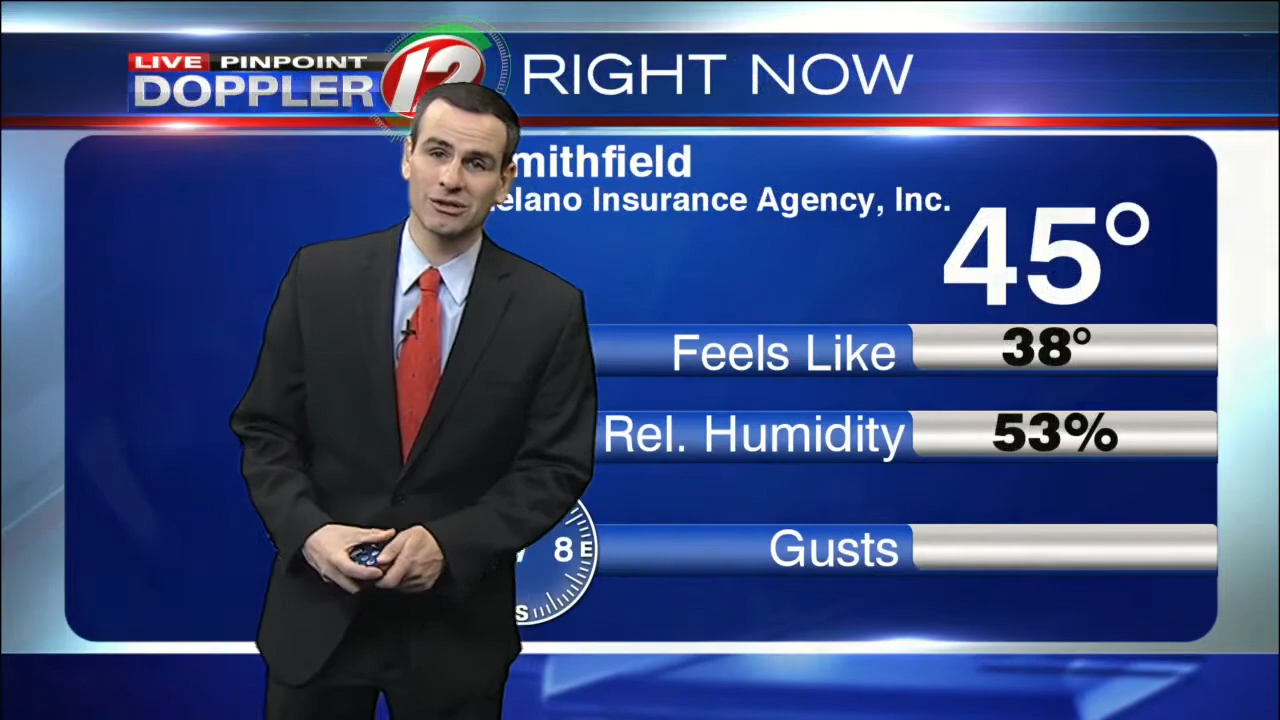 LIVE PINPOINT
DOPPLER 12
RIGHT NOW
mithfield
elano Insurance Agency, Inc.
45°
Feels Like 38°
Rel. Humidity 53%
8 E
Gusts
S